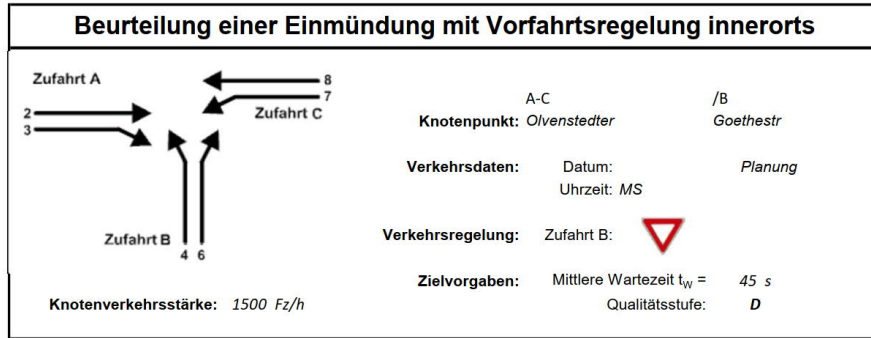 Beurteilung einer Einmündung mit Vorfahrtsregelung innerorts
Zufahrt A
8
7
2
3
Zufahrt C
Zufahrt B
4 6
Knotenverkehrsstärke: 1500 Fz/h
A-C /B
Knotenpunkt: Olvenstedter Goethestr
Verkehrsdaten: Datum: Planung
Uhrzeit: MS
Verkehrsregelung: Zufahrt B:
Zielvorgaben: Mittlere Wartezeit tW = 45 s
Qualitätsstufe: D